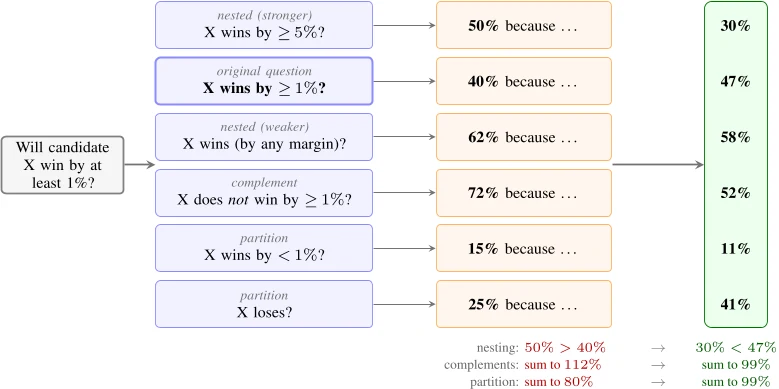 nested (stronger)
X wins by ≥ 5%?
50% because …
30%
original question
X wins by ≥ 1%?
40% because …
47%
Will candidate
X win by at
least 1%?
nested (weaker)
X wins (by any margin)?
62% because …
58%
complement
X does not win by ≥ 1%?
72% because …
52%
partition
X wins by < 1%?
15% because …
11%
partition
X loses?
25% because …
41%
nesting: 50% > 40% → 30% < 47%
complements: sum to 112% → sum to 99%
partition: sum to 80% → sum to 99%